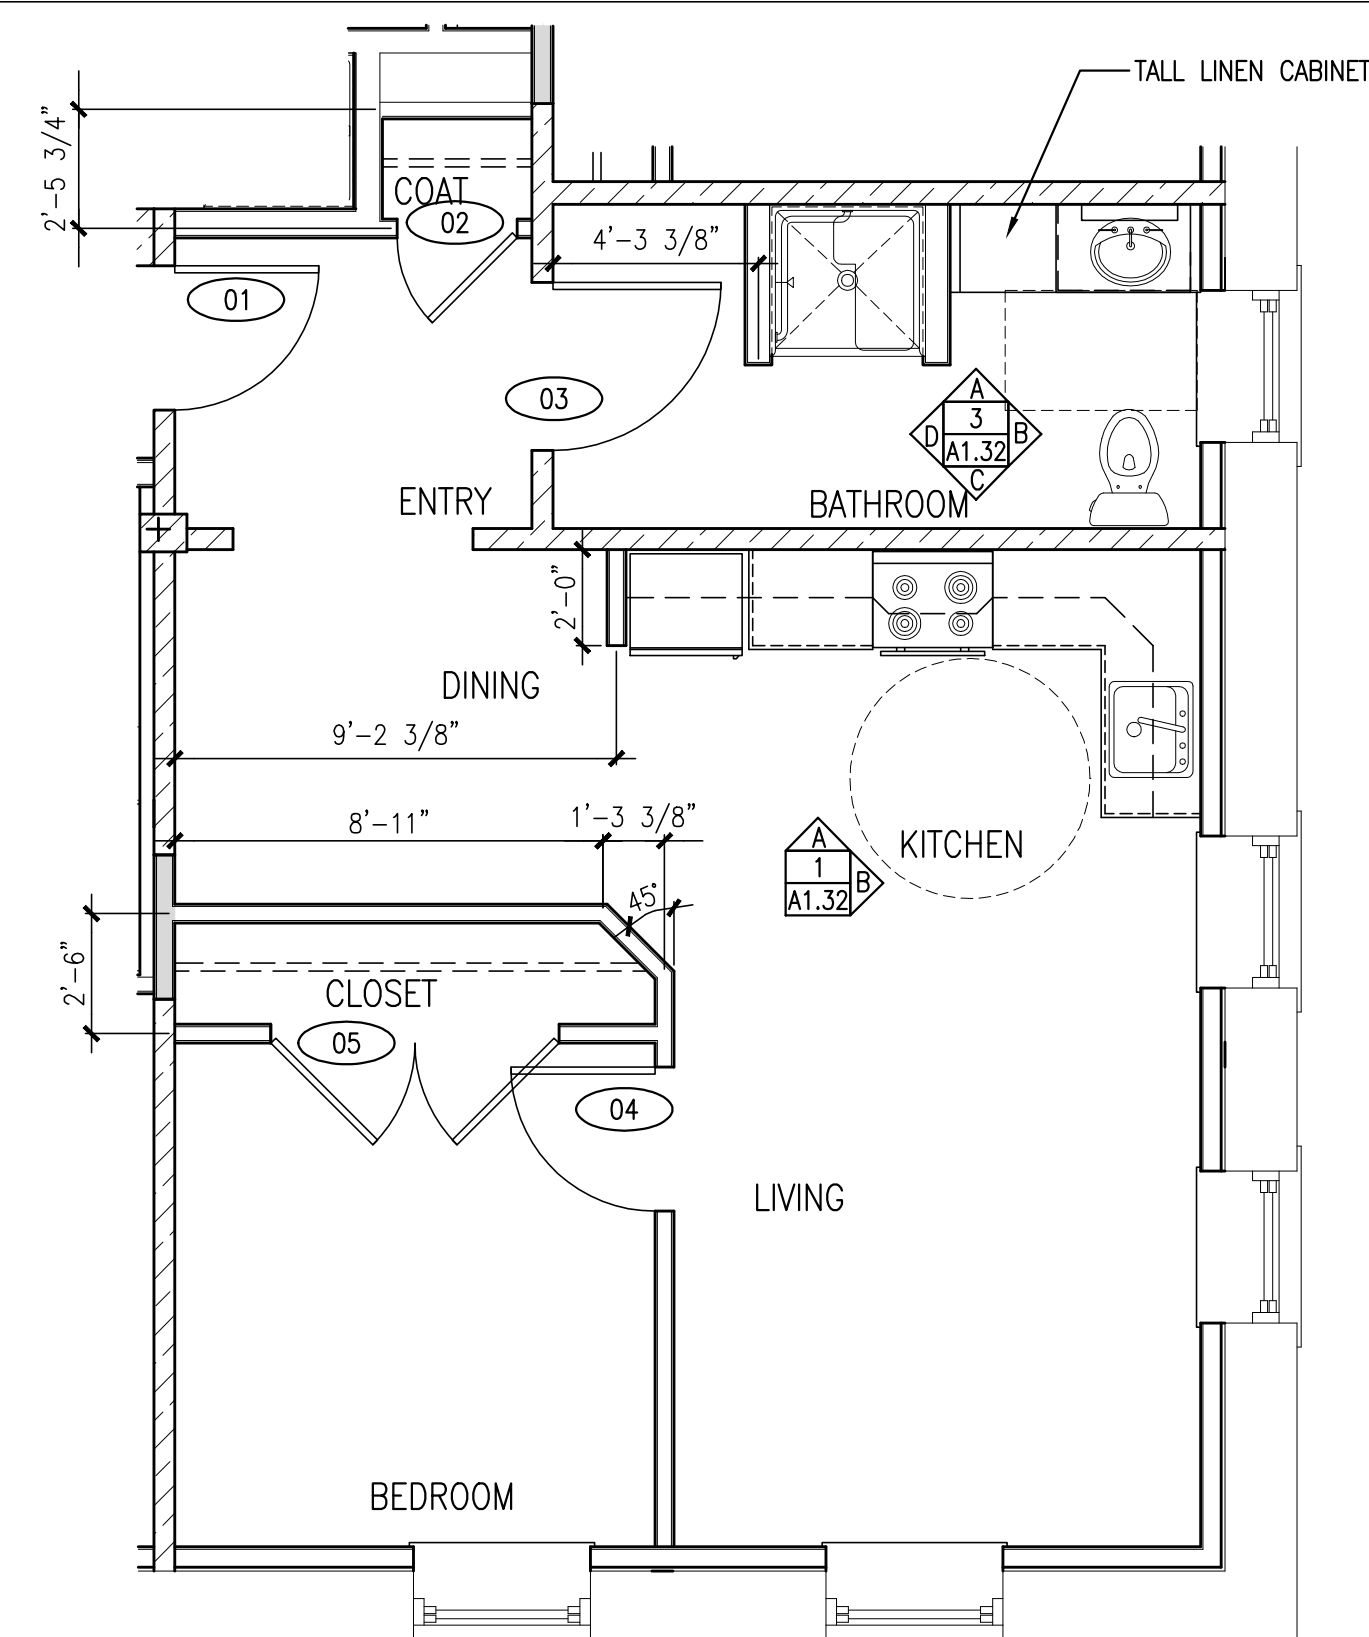 TALL LINEN CABINET
2'-5 3/4"
COAT
02
4'-3 3/8"
01
03
A
3
D
B
A1.32
C
ENTRY
BATHROOM
2'-0"
DINING
9'-2 3/8"
8'-11"
1'-3 3/8"
A
1
B
A1.32
KITCHEN
45°
2'-6"
CLOSET
05
04
LIVING
BEDROOM